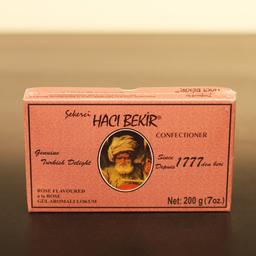 Şekerci
HACI BEKİR®
CONFECTIONER
Genuine
Turkish Delight
Since
Depuis 1777 den beri
ROSE FLAVOURED
a la ROSE
GÜL AROMALI LOKUM
Net: 200 g (7oz.)